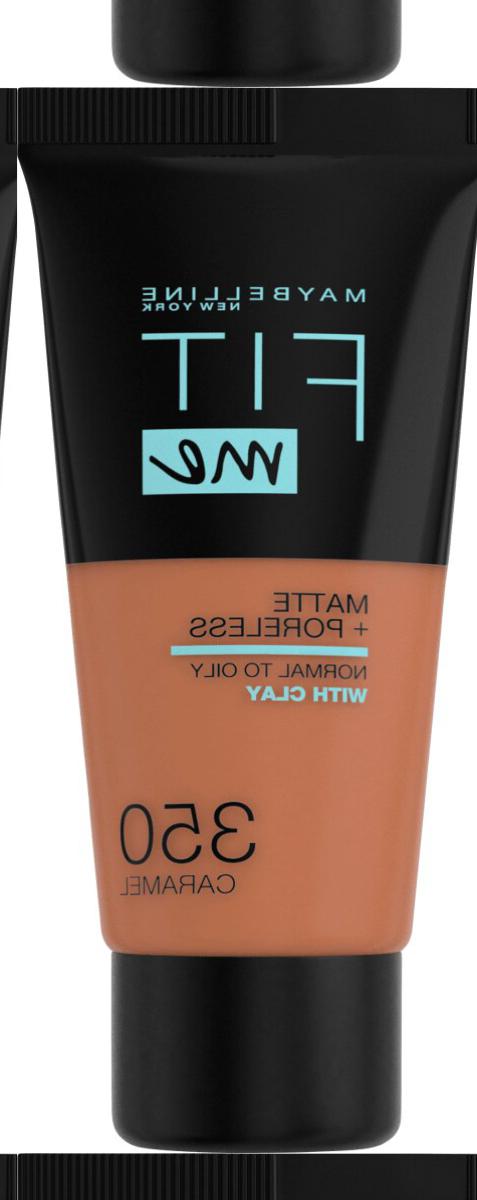 MAYBELLINE
NEW YORK
FIT
me
MATTE
+ PORELESS
NORMAL TO OILY
WITH CLAY
350
CARAMEL